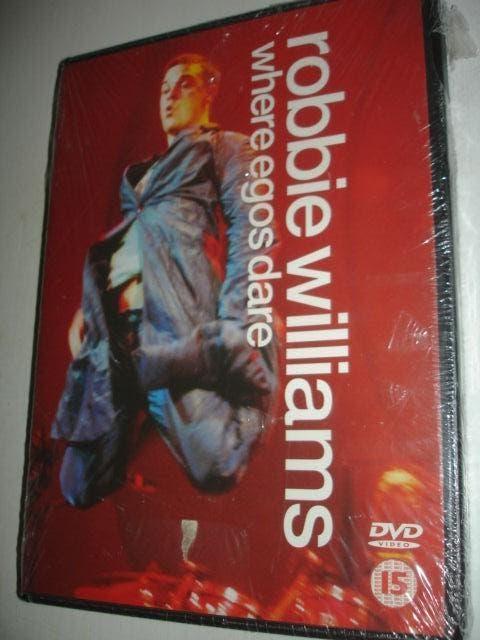 robbie williams
where egos dare
DVD
VIDEO
15